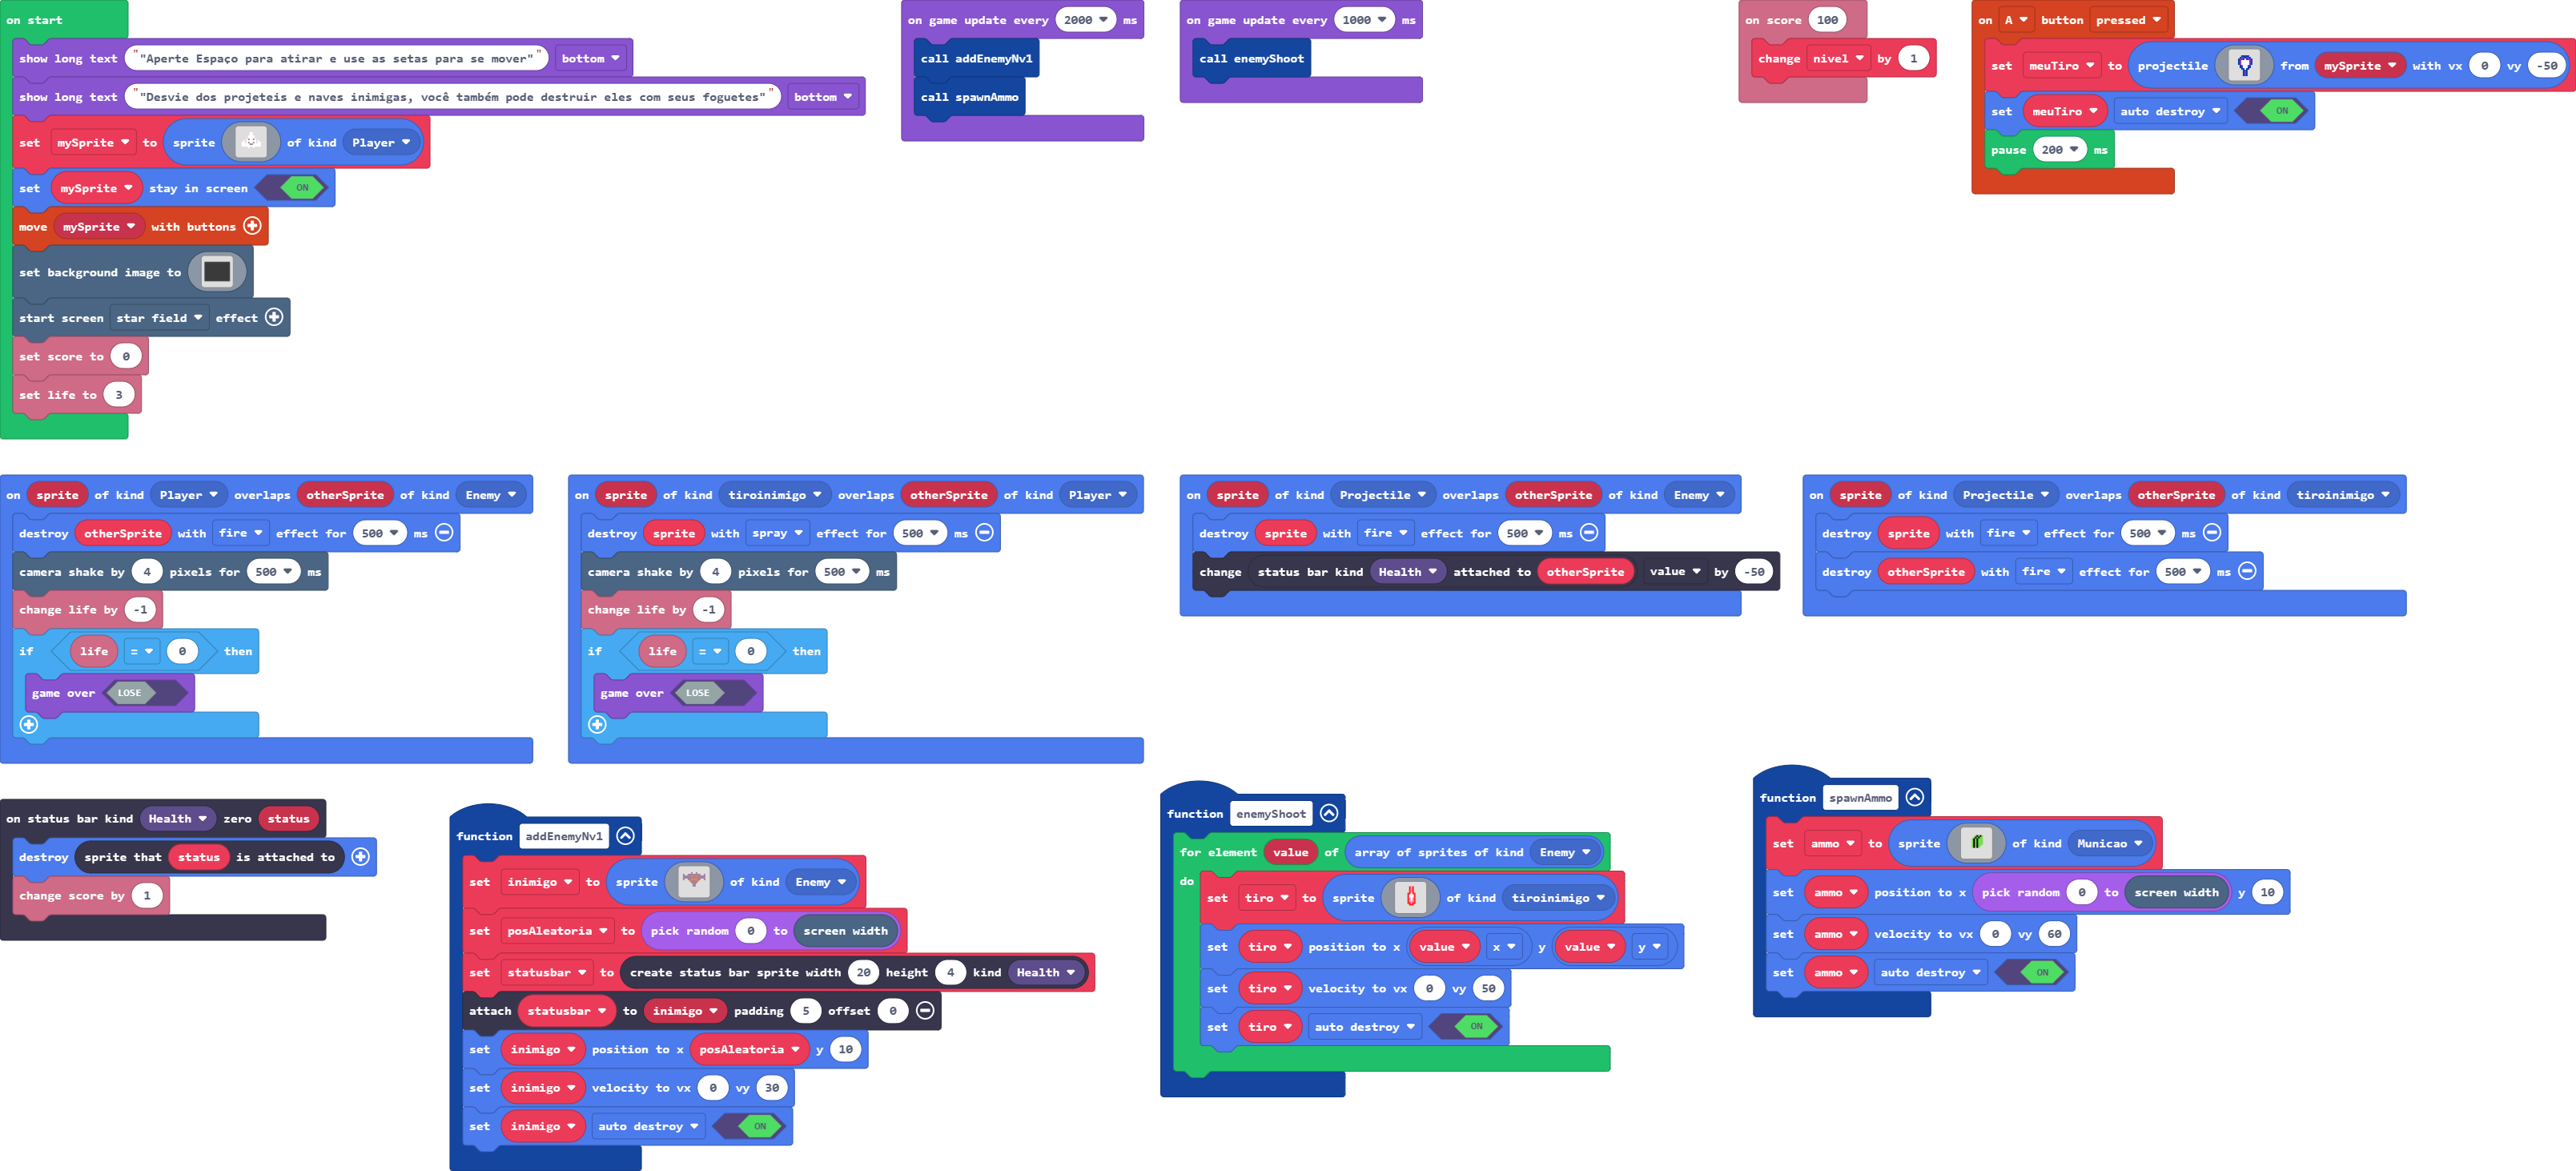 on start
show long text ""Aperte Espaço para atirar e use as setas para se mover"" bottom
show long text ""Desvie dos projeteis e naves inimigas, você também pode destruir eles com seus foguetes"" bottom
set mySprite to sprite of kind Player
set mySprite stay in screen ON
move mySprite with buttons
set background image to
start screen star field effect
set score to 0
set life to 3
on game update every 2000 ms
call addEnemyNv1
call spawnAmmo
on game update every 1000 ms
call enemyShoot
on score 100
change nivel by 1
on A button pressed
set meuTiro to projectile from mySprite with vx 0 vy -50
set meuTiro auto destroy ON
pause 200 ms
on sprite of kind Player overlaps otherSprite of kind Enemy
destroy otherSprite with fire effect for 500 ms
camera shake by 4 pixels for 500 ms
change life by -1
if life = 0 then
game over LOSE
on sprite of kind tiroinimigo overlaps otherSprite of kind Player
destroy sprite with spray effect for 500 ms
camera shake by 4 pixels for 500 ms
change life by -1
if life = 0 then
game over LOSE
on sprite of kind Projectile overlaps otherSprite of kind Enemy
destroy sprite with fire effect for 500 ms
change status bar kind Health attached to otherSprite value by -50
on sprite of kind Projectile overlaps otherSprite of kind tiroinimigo
destroy sprite with fire effect for 500 ms
destroy otherSprite with fire effect for 500 ms
on status bar kind Health zero status
destroy sprite that status is attached to
change score by 1
function addEnemyNv1
set inimigo to sprite of kind Enemy
set posAleatoria to pick random 0 to screen width
set statusbar to create status bar sprite width 20 height 4 kind Health
attach statusbar to inimigo padding 5 offset 0
set inimigo position to x posAleatoria y 10
set inimigo velocity to vx 0 vy 30
set inimigo auto destroy ON
function enemyShoot
for element value of array of sprites of kind Enemy
do
set tiro to sprite of kind tiroinimigo
set tiro position to x value x y value y
set tiro velocity to vx 0 vy 50
set tiro auto destroy ON
function spawnAmmo
set ammo to sprite of kind Municao
set ammo position to x pick random 0 to screen width y 10
set ammo velocity to vx 0 vy 60
set ammo auto destroy ON